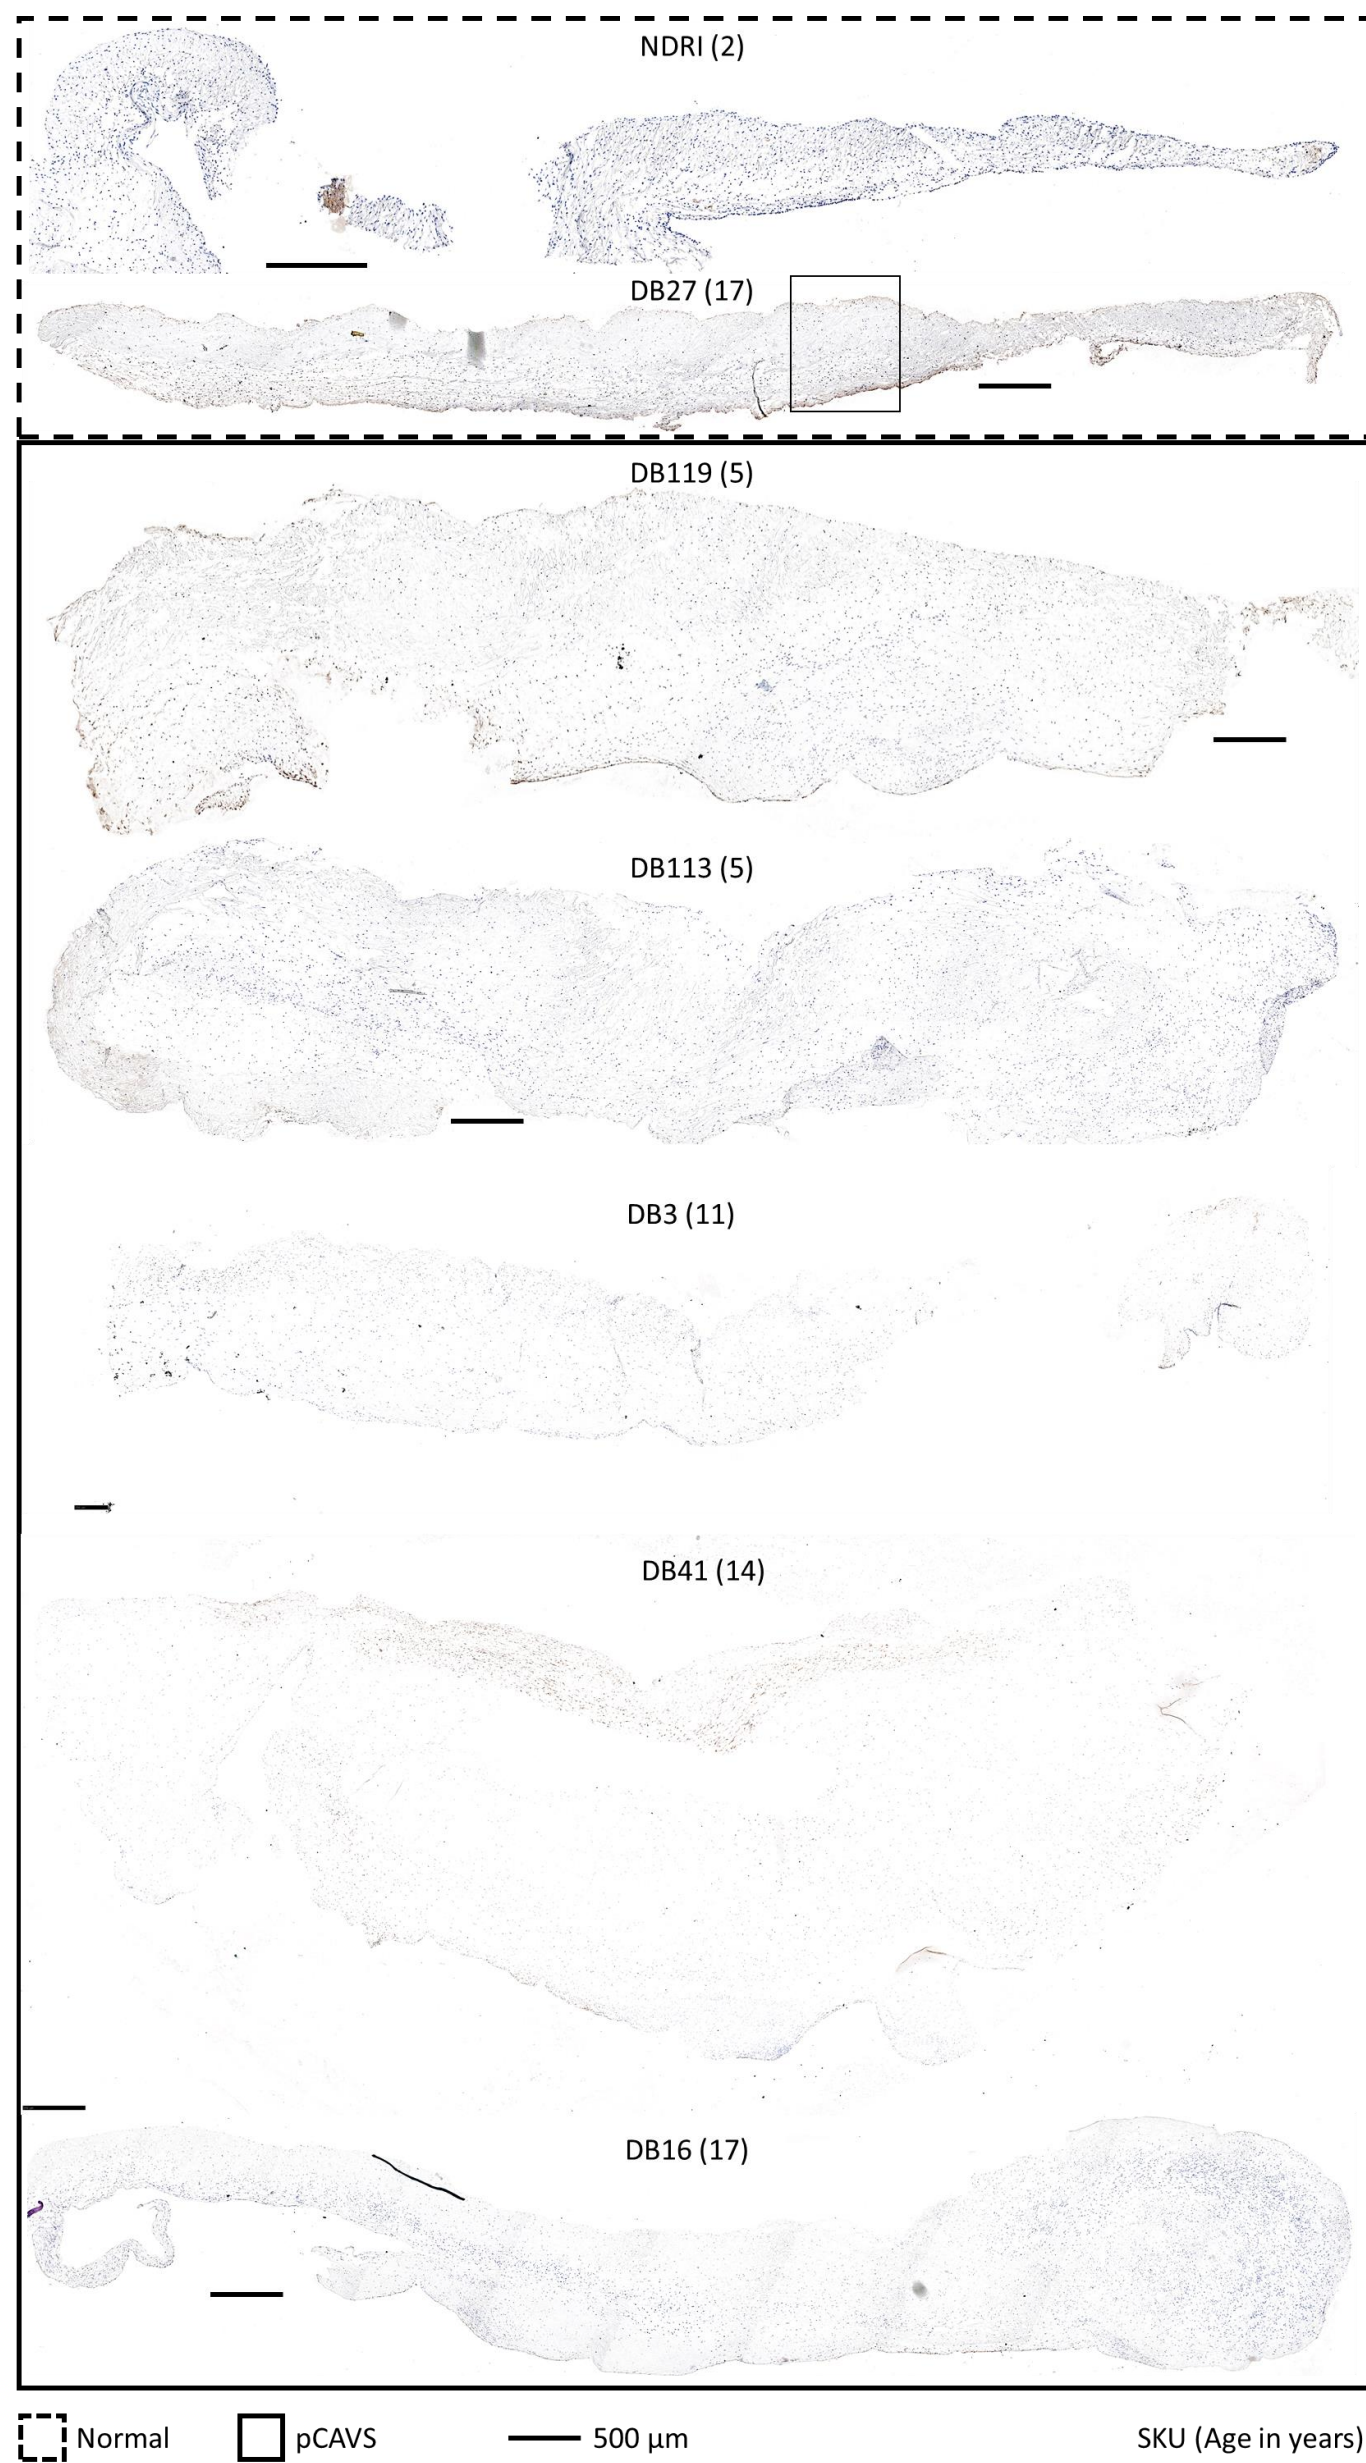 NDRI (2)
DB27 (17)
DB119 (5)
DB113 (5)
DB3 (11)
DB41 (14)
DB16 (17)
Normal pCAVS 500 µm SKU (Age in years)